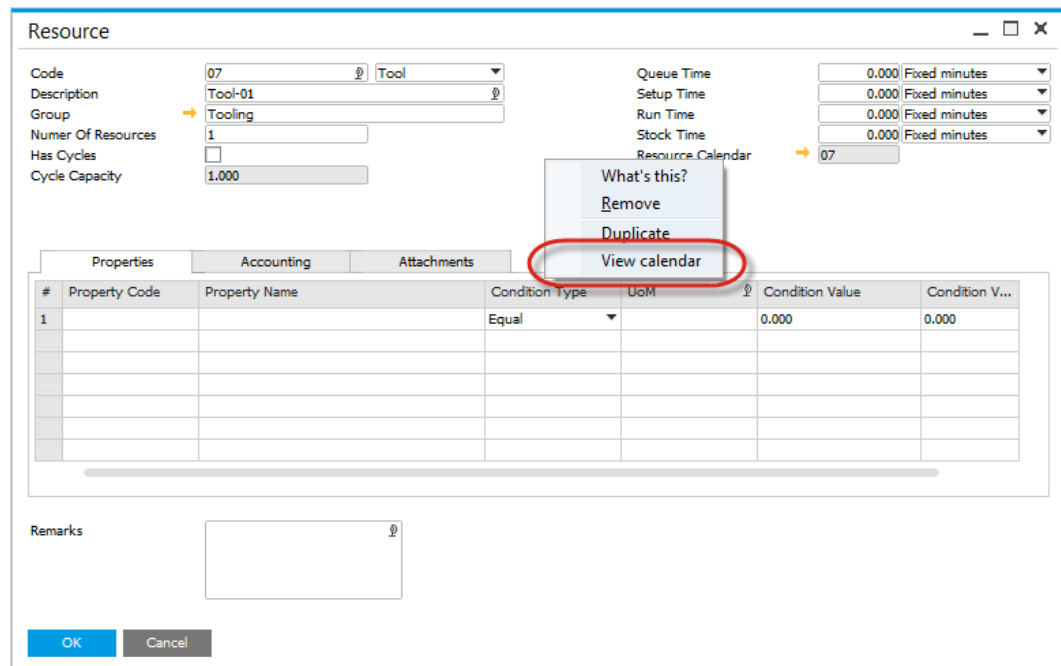 Resource
Code 07 Tool
Description Tool-01
Group Tooling
Numer Of Resources 1
Has Cycles
Cycle Capacity 1.000
Queue Time 0.000 Fixed minutes
Setup Time 0.000 Fixed minutes
Run Time 0.000 Fixed minutes
Stock Time 0.000 Fixed minutes
Resource Calendar 07
What's this?
Remove
Duplicate
View calendar
Properties Accounting Attachments
# Property Code Property Name Condition Type UoM Condition Value Condition V...
1 Equal 0.000 0.000
Remarks
OK Cancel